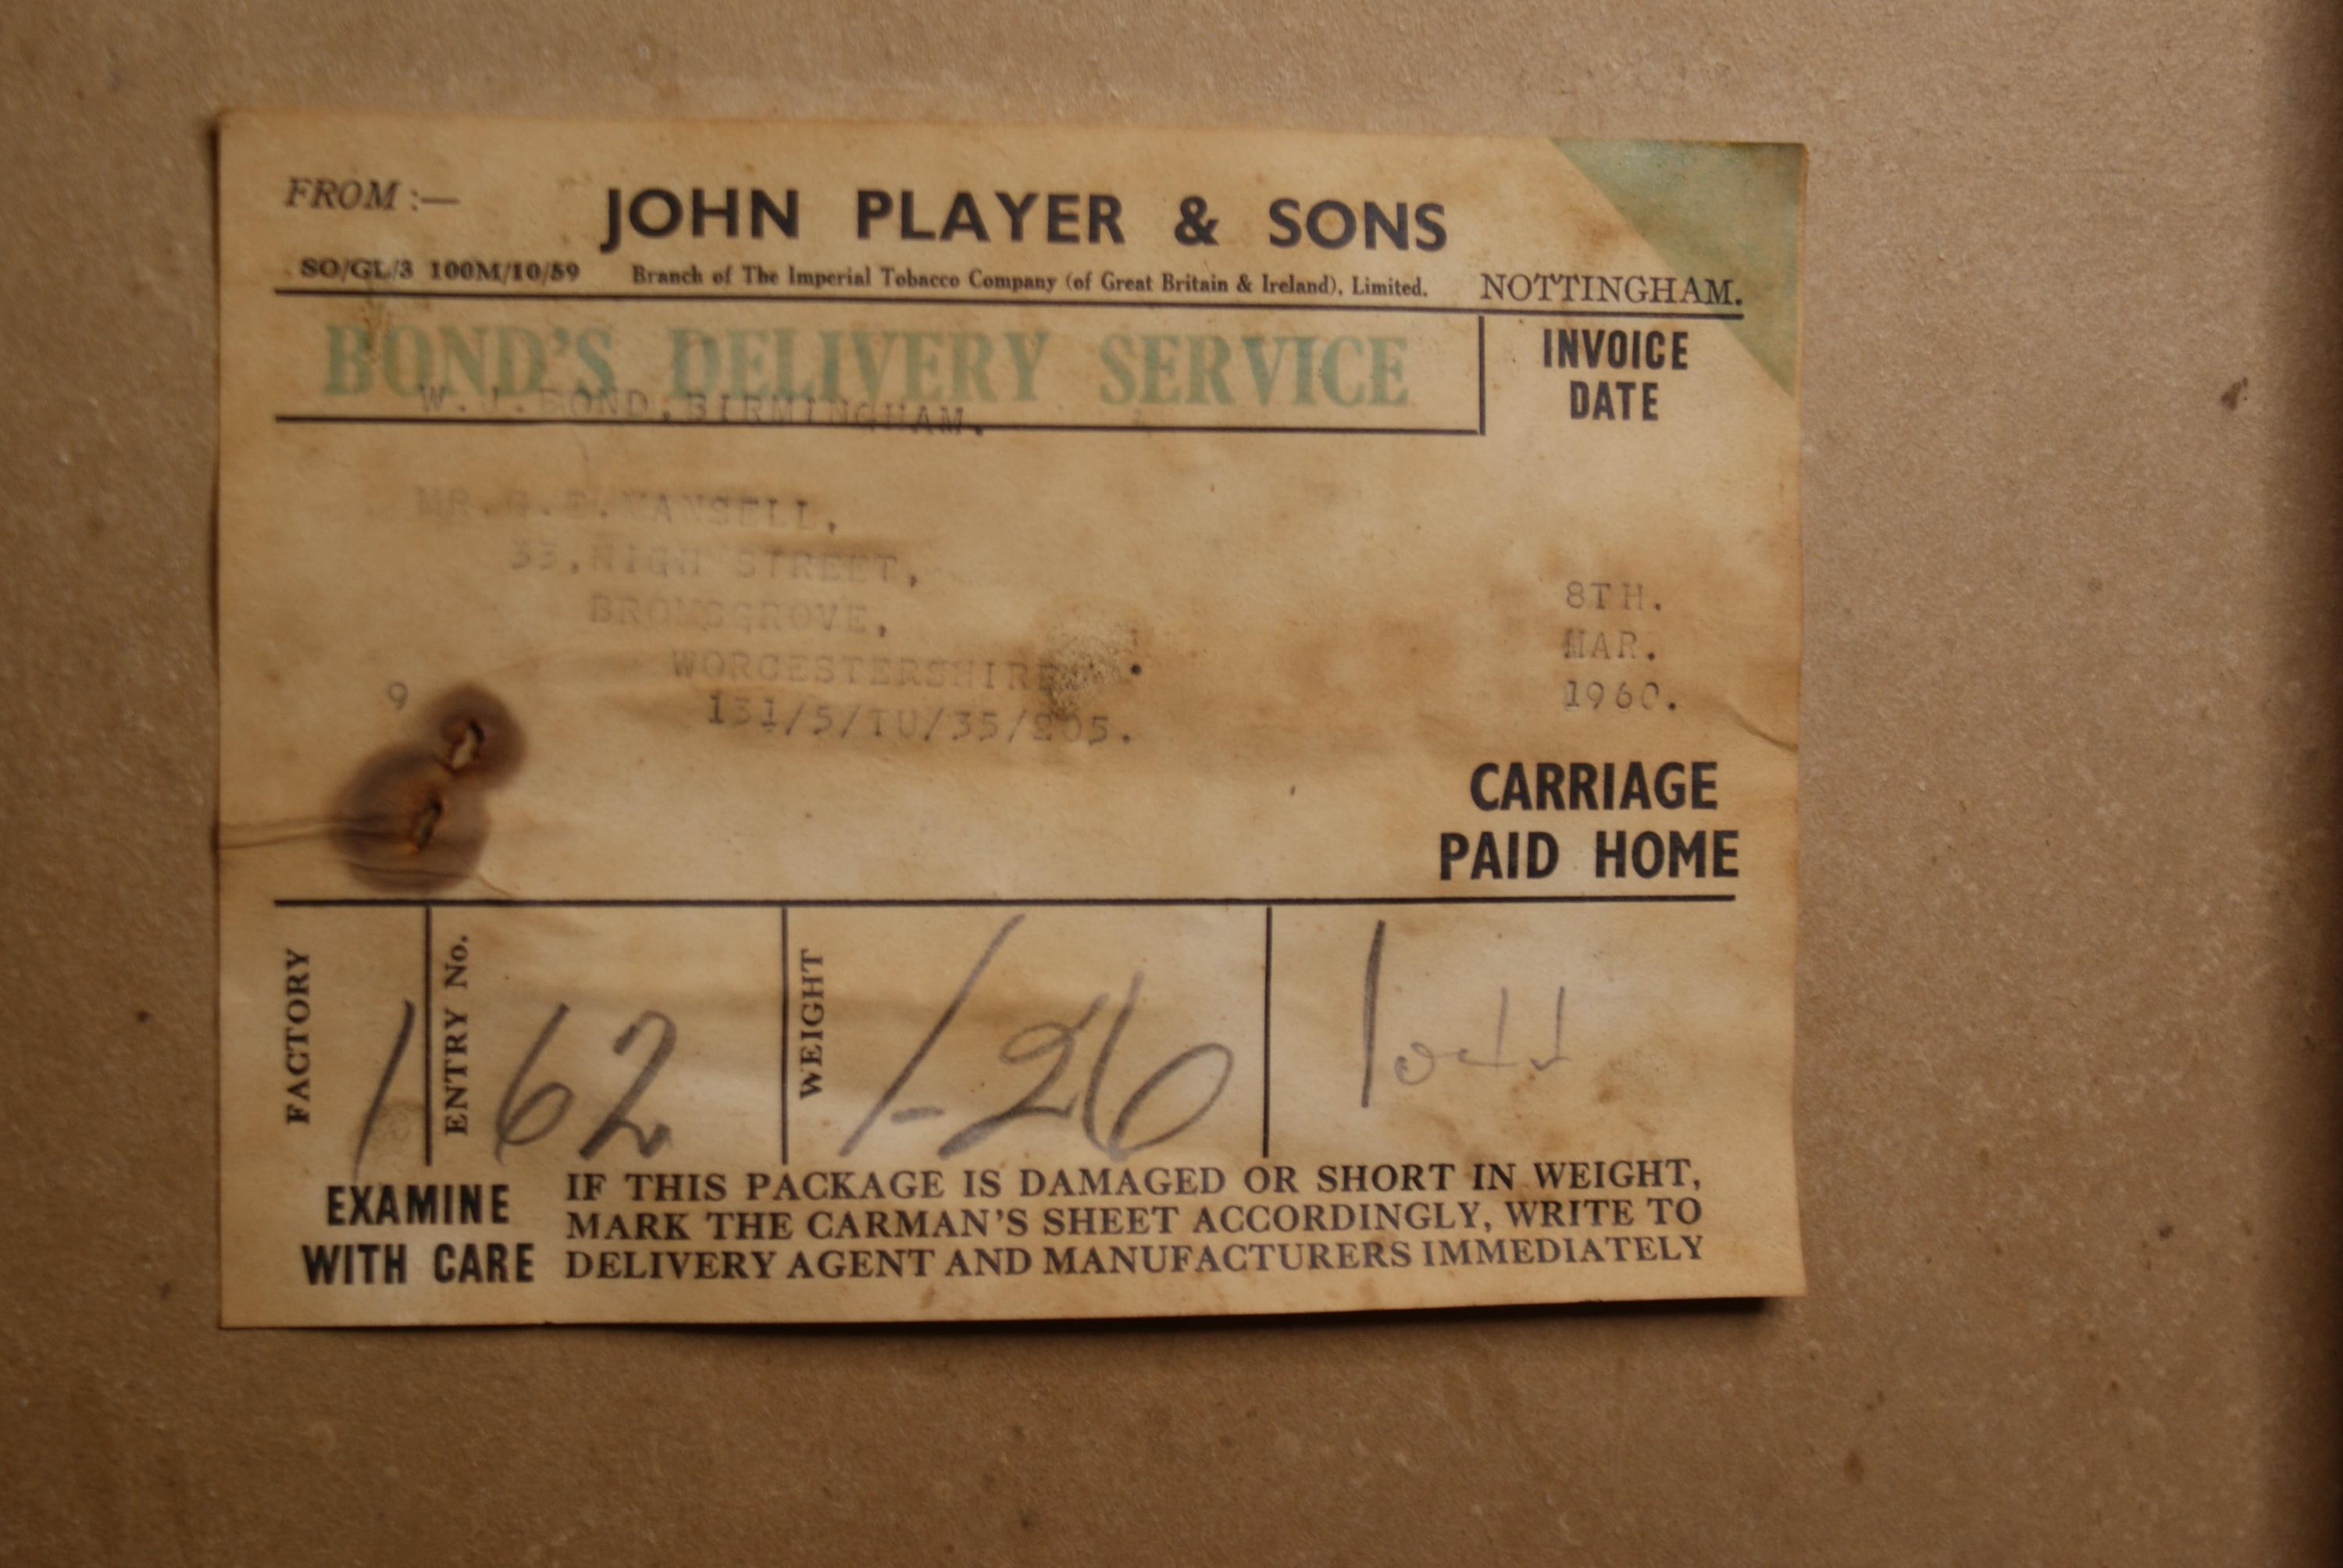 FROM :—
JOHN PLAYER & SONS
SO/GL/3 100M/10/59
Branch of The Imperial Tobacco Company (of Great Britain & Ireland), Limited.
NOTTINGHAM.
BOND'S DELIVERY SERVICE
W. J. BOND, BIRMINGHAM.
INVOICE
DATE
MR. MANSELL,
33, HIGH STREET,
BROMSGROVE,
WORCESTERSHIRE.
9
131/5/TU/35/205.
8TH.
MAR.
1960.
CARRIAGE
PAID HOME
FACTORY
1
ENTRY No.
62
WEIGHT
1-26
EXAMINE
WITH CARE
IF THIS PACKAGE IS DAMAGED OR SHORT IN WEIGHT,
MARK THE CARMAN'S SHEET ACCORDINGLY, WRITE TO
DELIVERY AGENT AND MANUFACTURERS IMMEDIATELY